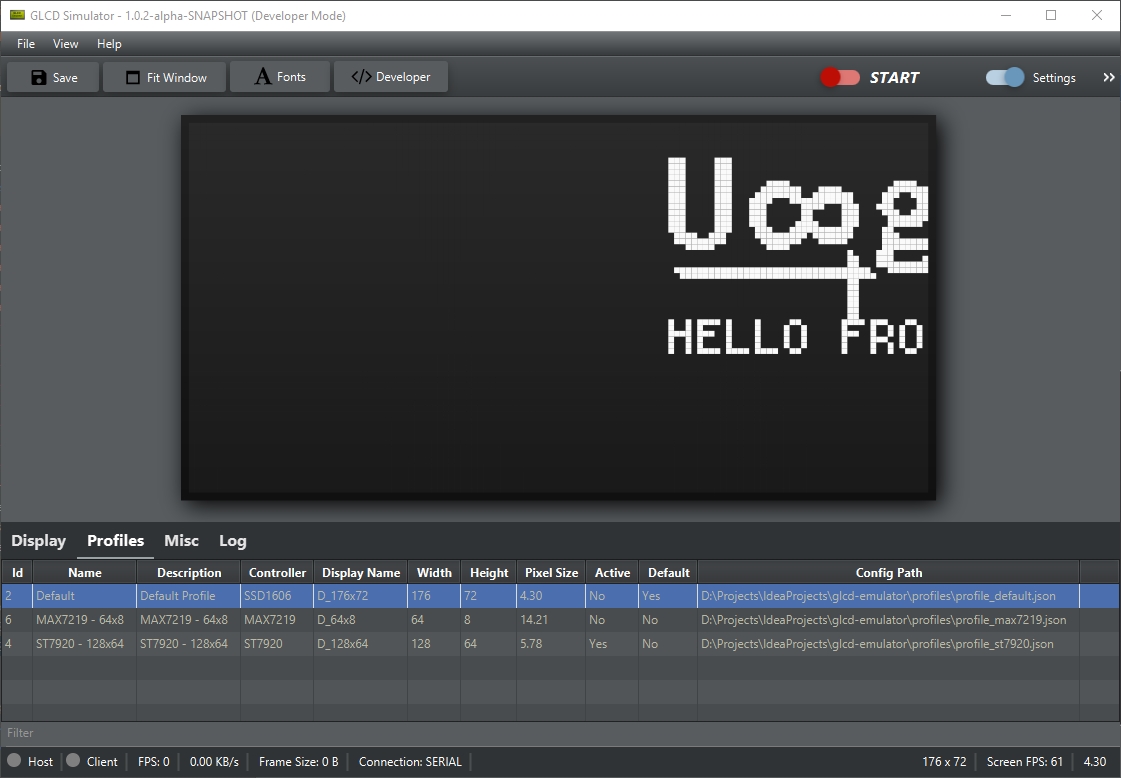 GLCD Simulator - 1.0.2-alpha-SNAPSHOT (Developer Mode)
File View Help
Save Fit Window Fonts </> Developer START Settings »
U∞g
HELLO FRO
Display Profiles Misc Log
Id Name Description Controller Display Name Width Height Pixel Size Active Default Config Path
2 Default Default Profile SSD1606 D_176x72 176 72 4.30 No Yes D:\Projects\IdeaProjects\glcd-emulator\profiles\profile_default.json
6 MAX7219 - 64x8 MAX7219 - 64x8 MAX7219 D_64x8 64 8 14.21 No No D:\Projects\IdeaProjects\glcd-emulator\profiles\profile_max7219.json
4 ST7920 - 128x64 ST7920 - 128x64 ST7920 D_128x64 128 64 5.78 Yes No D:\Projects\IdeaProjects\glcd-emulator\profiles\profile_st7920.json
Filter
Host Client FPS: 0 0.00 KB/s Frame Size: 0 B Connection: SERIAL 176 x 72 Screen FPS: 61 4.30